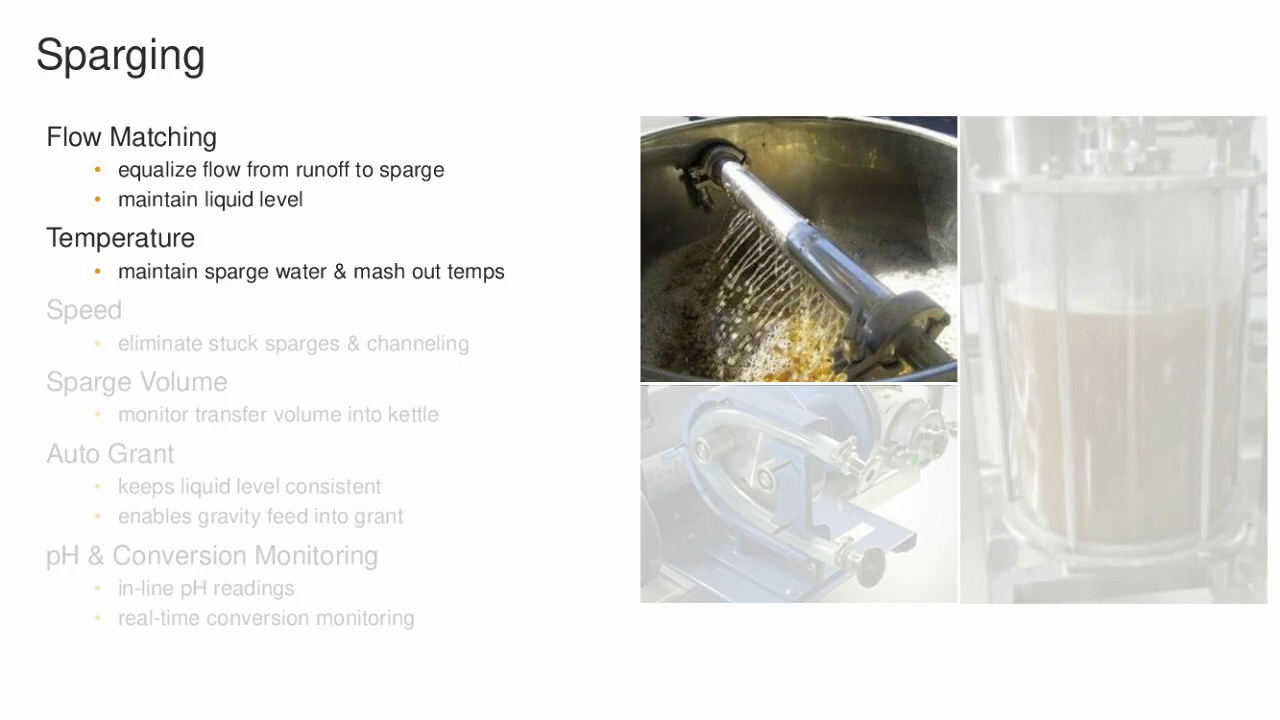 Sparging
Flow Matching
• equalize flow from runoff to sparge
• maintain liquid level
Temperature
• maintain sparge water & mash out temps
Speed
• eliminate stuck sparges & channeling
Sparge Volume
• monitor transfer volume into kettle
Auto Grant
• keeps liquid level consistent
• enables gravity feed into grant
pH & Conversion Monitoring
• in-line pH readings
• real-time conversion monitoring